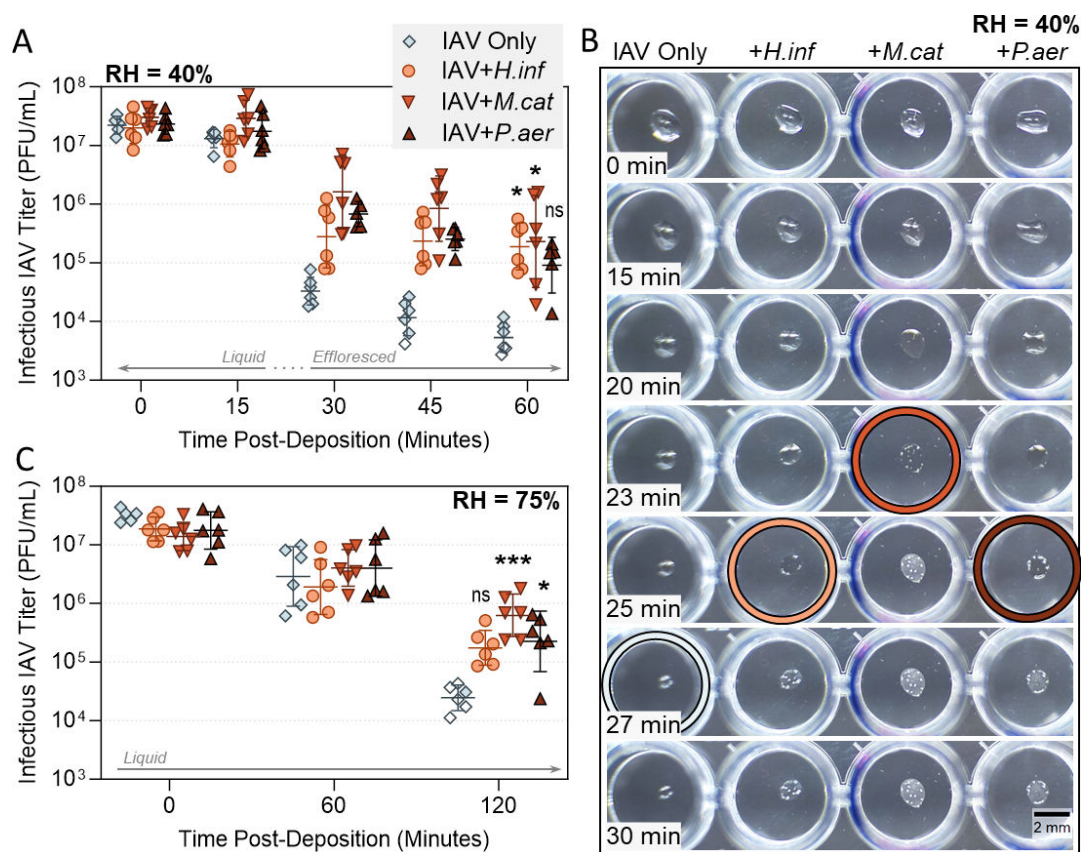 A
RH = 40%
IAV Only
IAV+H.inf
IAV+M.cat
IAV+P.aer
Infectious IAV Titer (PFU/mL)
10⁸
10⁷
10⁶
10⁵
10⁴
10³
* * ns
Liquid Effloresced
0 15 30 45 60
Time Post-Deposition (Minutes)
B
RH = 40%
IAV Only +H.inf +M.cat +P.aer
0 min
15 min
20 min
23 min
25 min
27 min
30 min
2 mm
C
RH = 75%
Infectious IAV Titer (PFU/mL)
10⁸
10⁷
10⁶
10⁵
10⁴
10³
ns *** *
Liquid
0 60 120
Time Post-Deposition (Minutes)